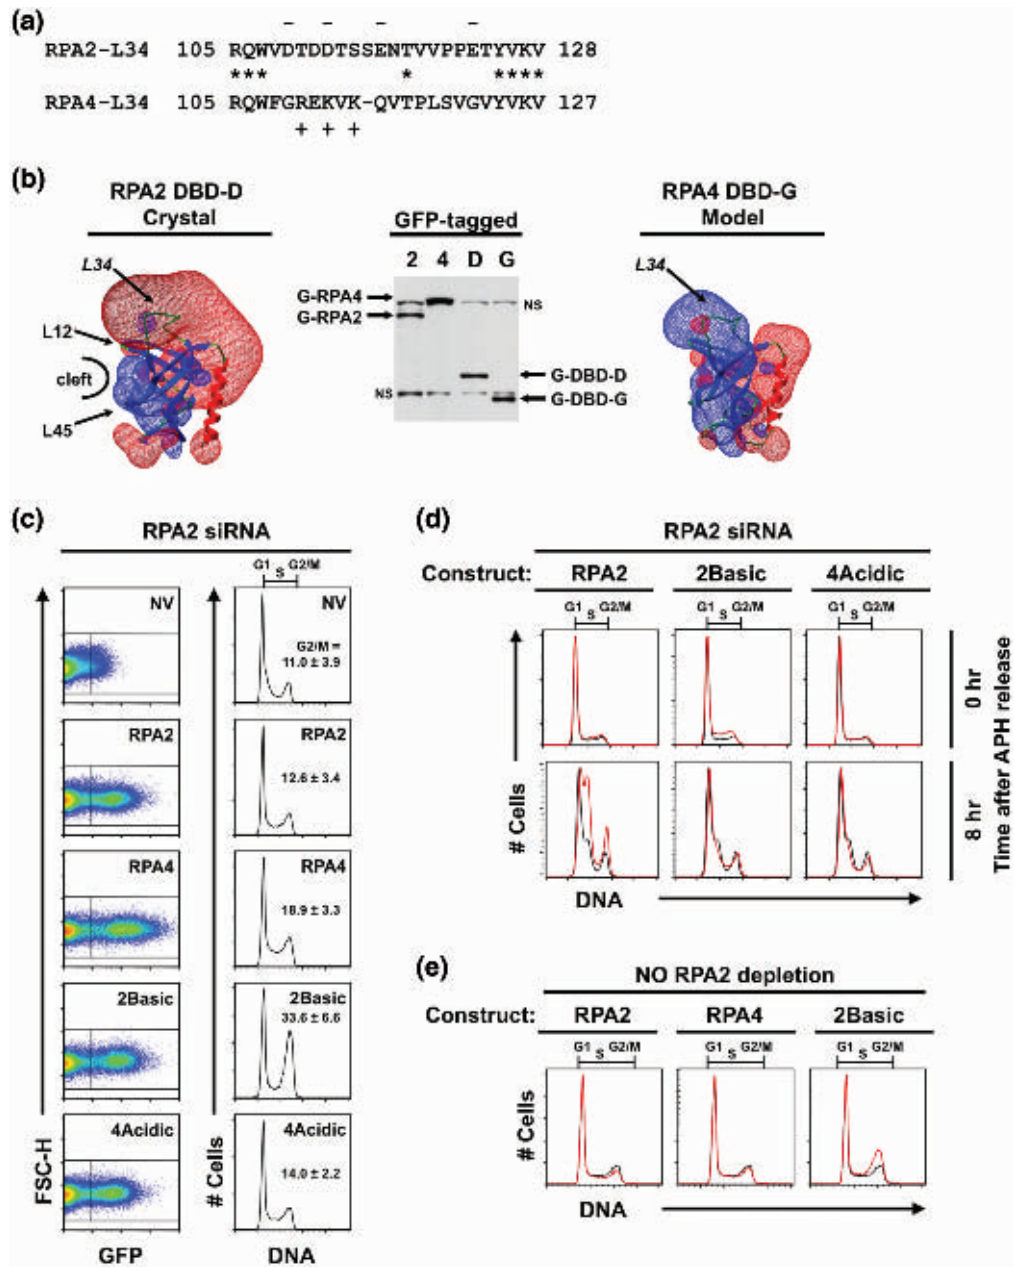 (a)
– – – –
RPA2-L34 105 RQWVDTDDTSSENTVVPPETYVKV 128
*** * ****
RPA4-L34 105 RQWFGREKVK-QVTPLSVGVYVKV 127
+ + +
(b)
RPA2 DBD-D
Crystal
L34
L12
cleft
L45
GFP-tagged
2 4 D G
G-RPA4
G-RPA2
NS
NS
G-DBD-D
G-DBD-G
RPA4 DBD-G
Model
L34
(c)
RPA2 siRNA
G1 S G2/M
NV
NV
G2/M =
11.0 ± 3.9
RPA2
RPA2
12.6 ± 3.4
RPA4
RPA4
18.9 ± 3.3
2Basic
2Basic
33.6 ± 6.6
4Acidic
4Acidic
14.0 ± 2.2
FSC-H
# Cells
GFP
DNA
(d)
RPA2 siRNA
Construct: RPA2 2Basic 4Acidic
G1 S G2/M G1 S G2/M G1 S G2/M
# Cells
0 hr
8 hr
Time after APH release
DNA
(e)
NO RPA2 depletion
Construct: RPA2 RPA4 2Basic
G1 S G2/M G1 S G2/M G1 S G2/M
# Cells
DNA